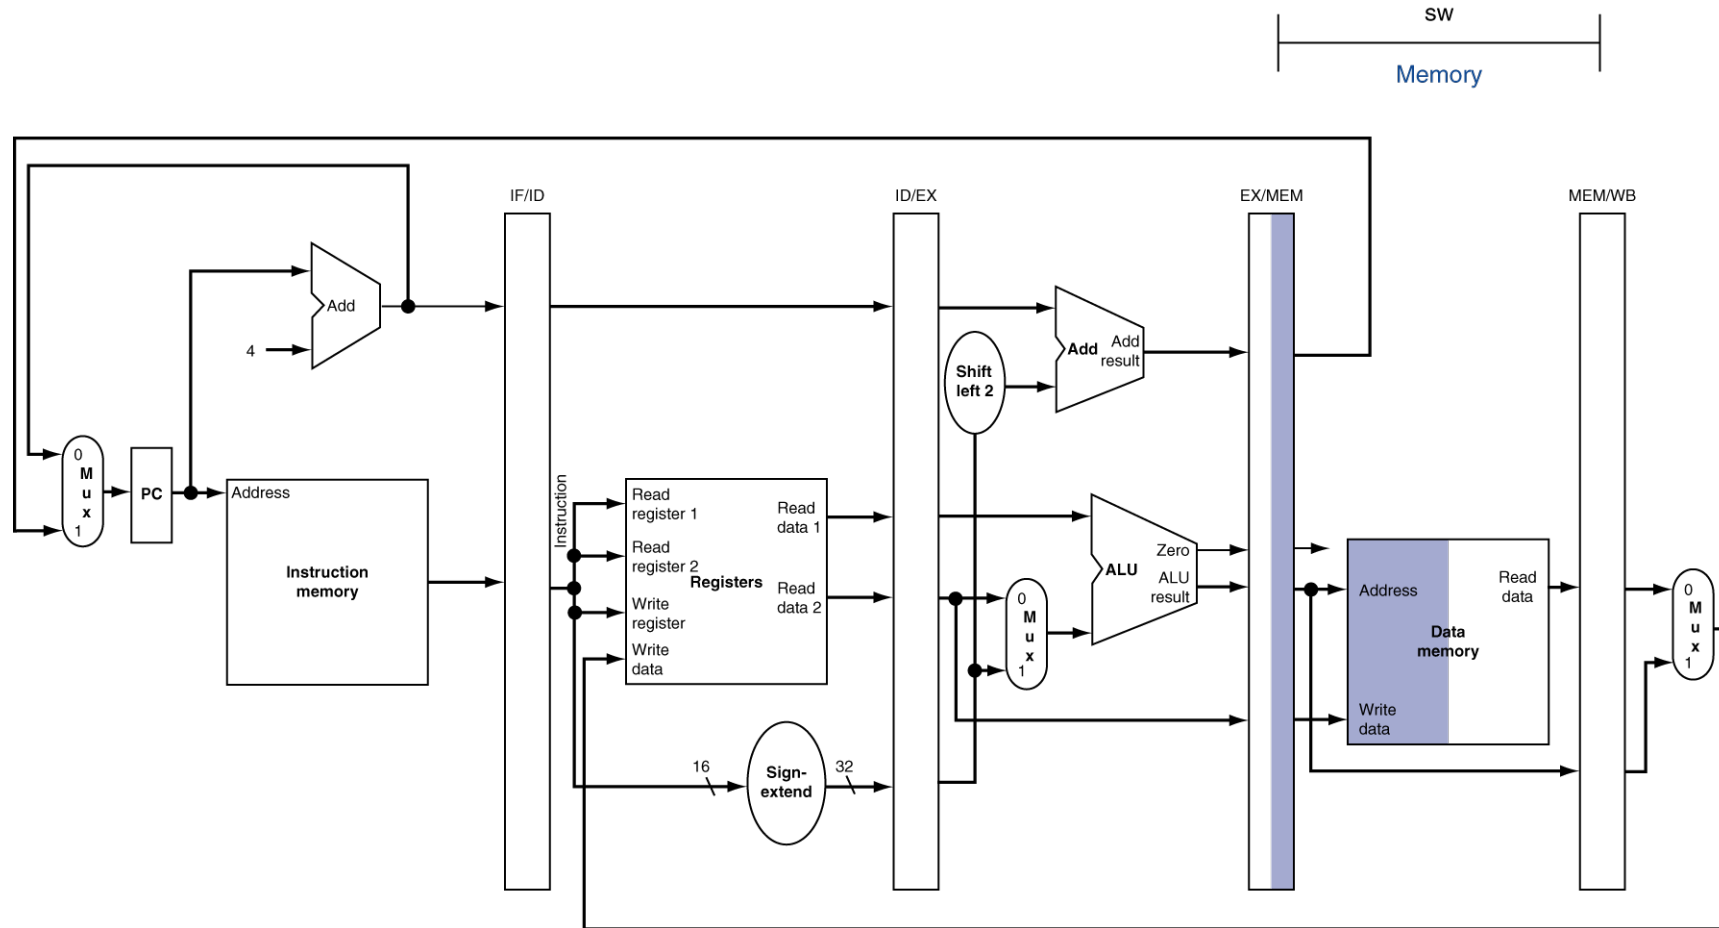 SW
Memory
IF/ID
ID/EX
EX/MEM
MEM/WB
Add
4
Add
Add
result
Shift
left 2
0
M
u
x
1
PC
Address
Instruction
memory
Instruction
Read
register 1
Read
register 2
Write
register
Write
data
Registers
Read
data 1
Read
data 2
16
Sign-
extend
32
0
M
u
x
1
Zero
ALU
ALU
result
Address
Read
data
Data
memory
Write
data
0
M
u
x
1